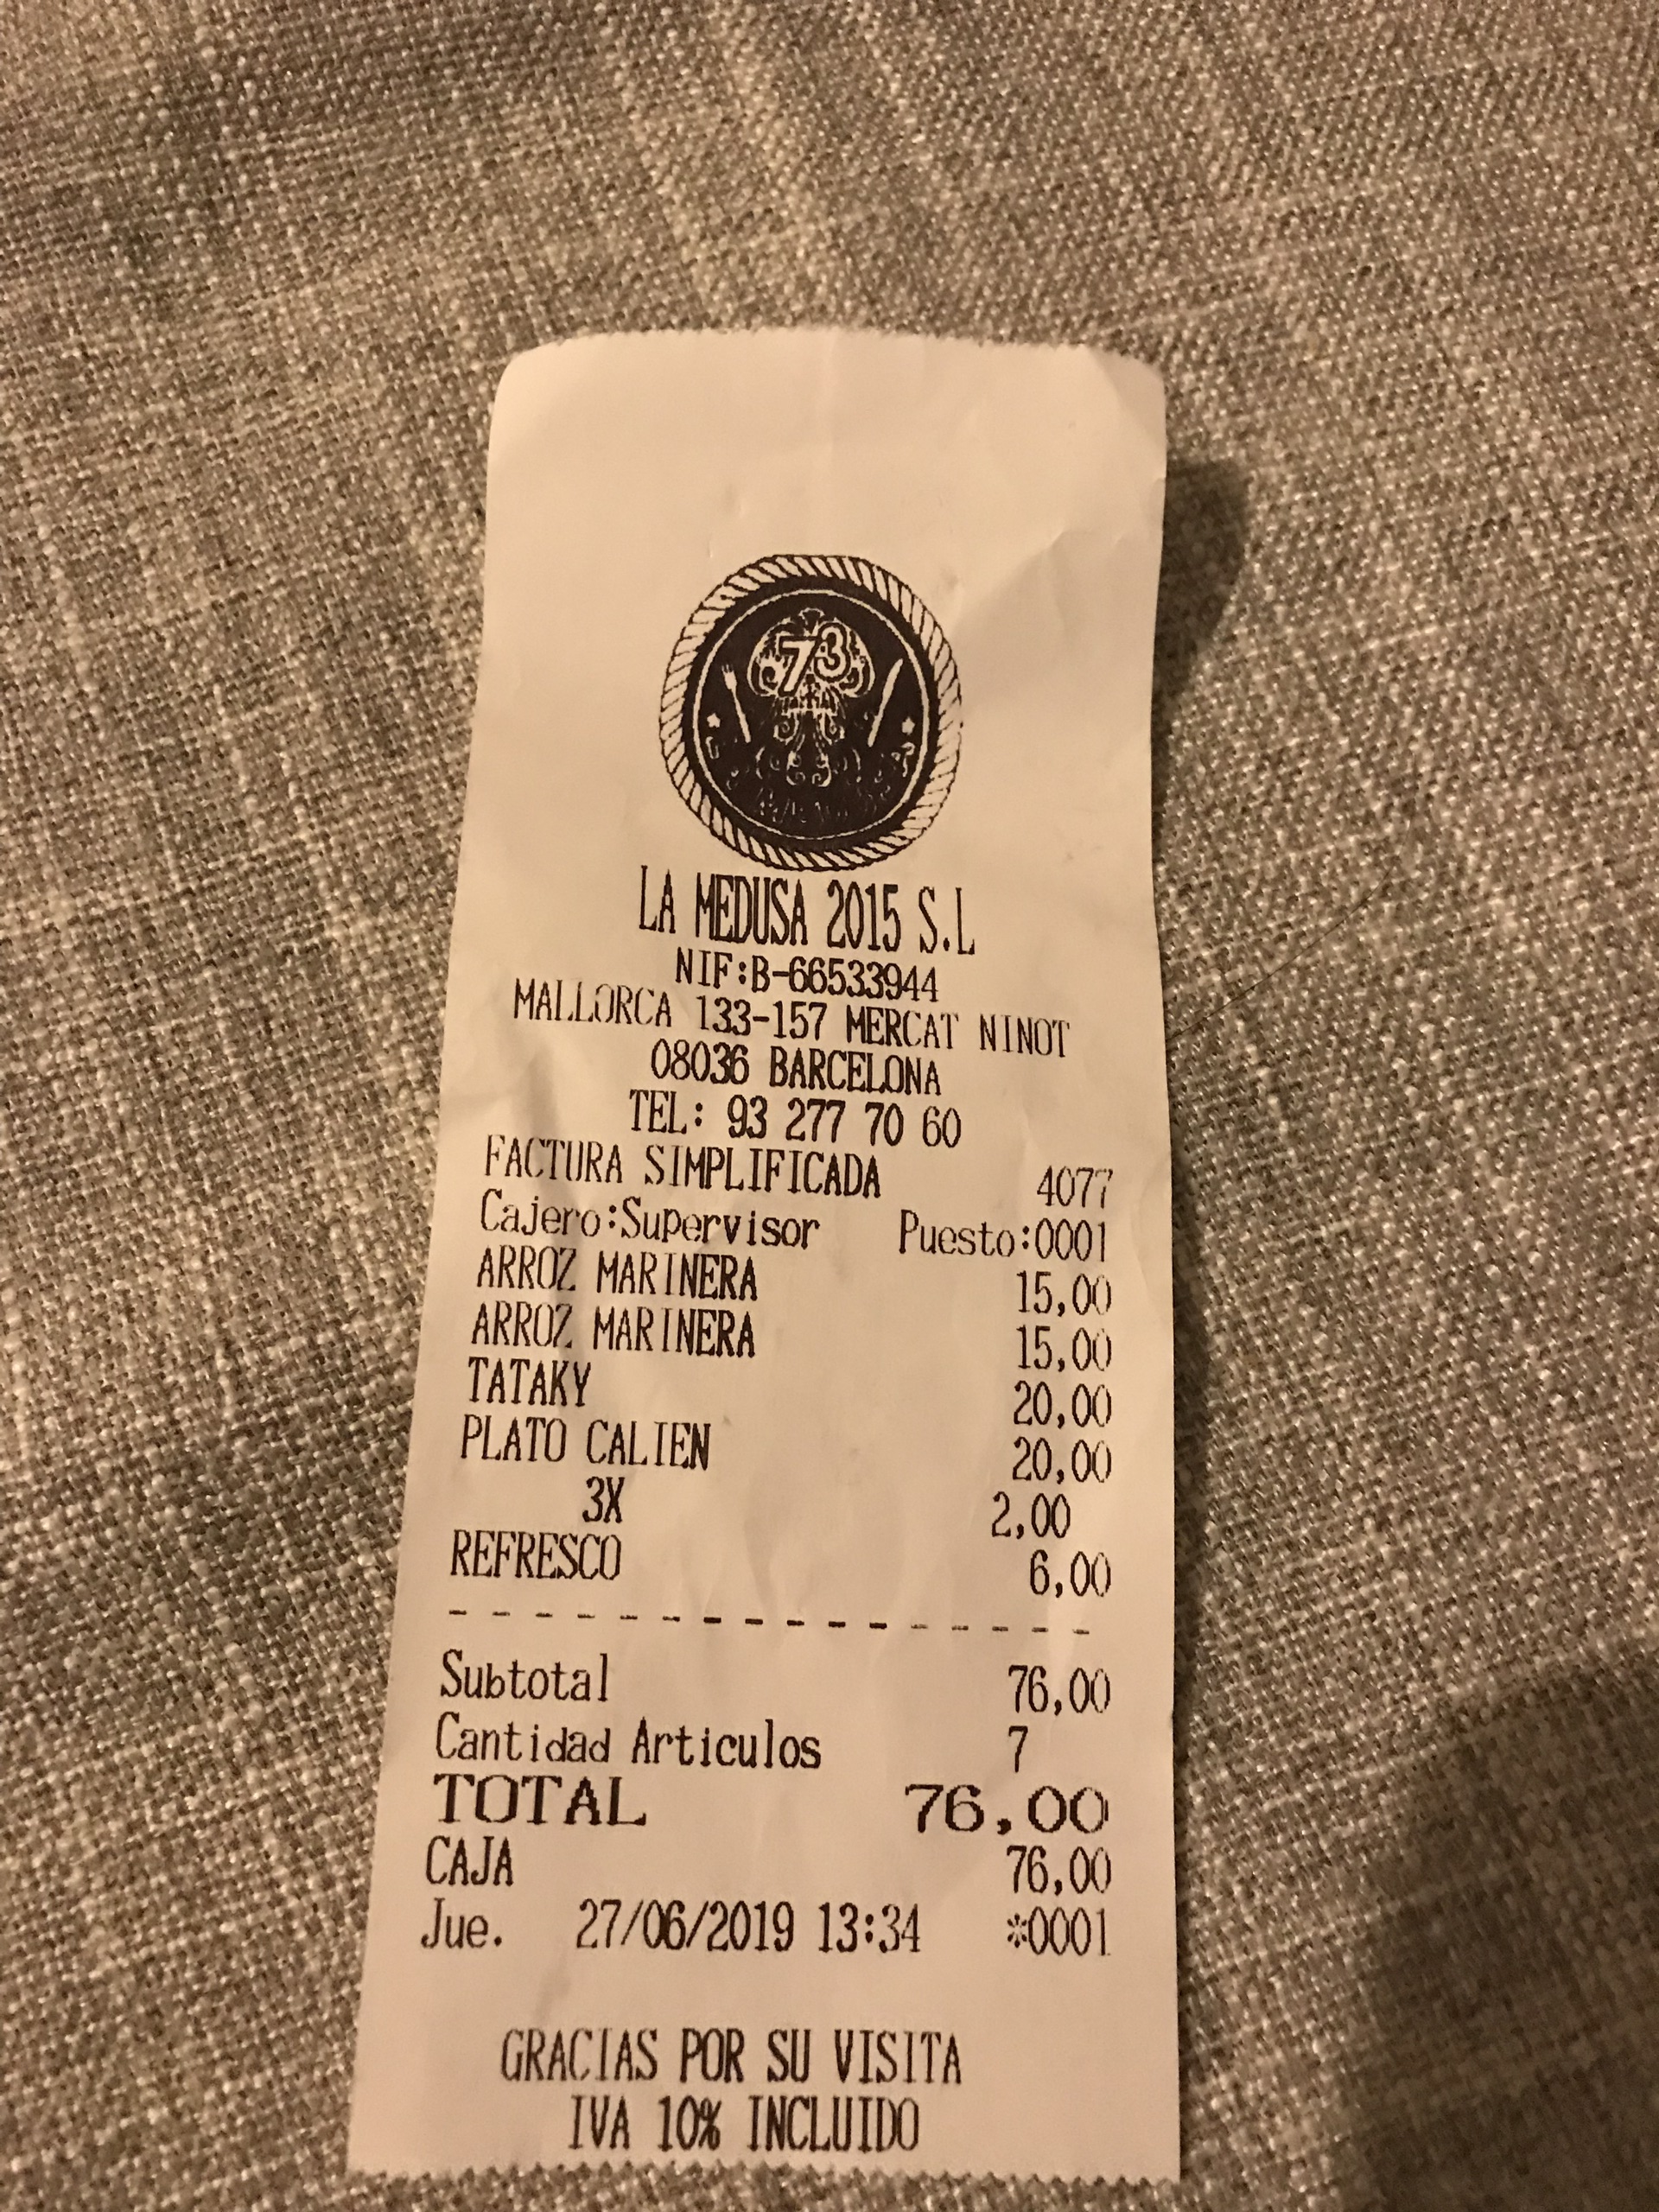 73
LA MEDUSA 2015 S.L
NIF:B-66533944
MALLORCA 133-157 MERCAT NINOT
08036 BARCELONA
TEL: 93 277 70 60
FACTURA SIMPLIFICADA 4077
Cajero:Supervisor Puesto:0001
ARROZ MARINERA 15,00
ARROZ MARINERA 15,00
TATAKY 20,00
PLATO CALIEN 20,00
3X 2,00
REFRESCO 6,00
- - - - - - - - - - - - - - - -
Subtotal 76,00
Cantidad Articulos 7
TOTAL 76,00
CAJA 76,00
Jue. 27/06/2019 13:34 *0001
GRACIAS POR SU VISITA
IVA 10% INCLUIDO